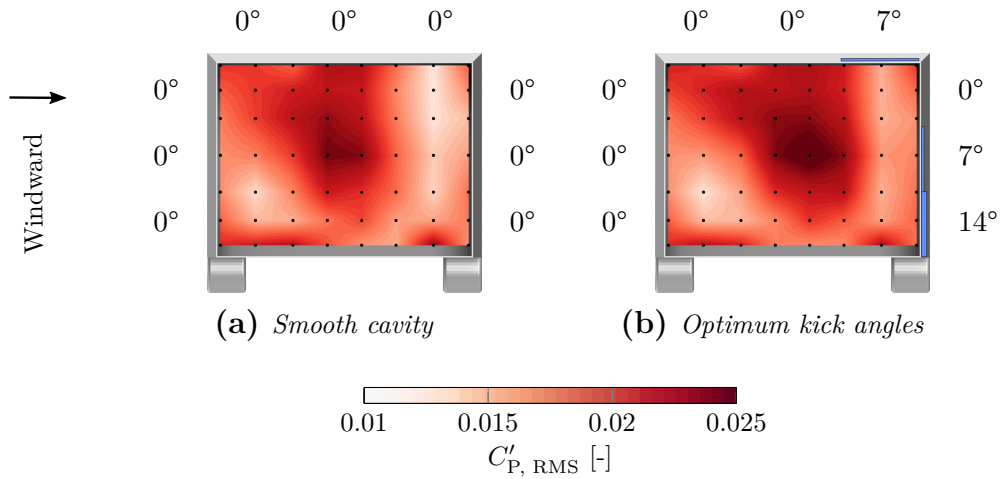 0° 0° 0° 0° 0° 7°
0° 0° 0° 0°
Windward
0° 0° 0° 7°
0° 0° 0° 14°
(a) Smooth cavity (b) Optimum kick angles
0.01 0.015 0.02 0.025
C′P, RMS [-]